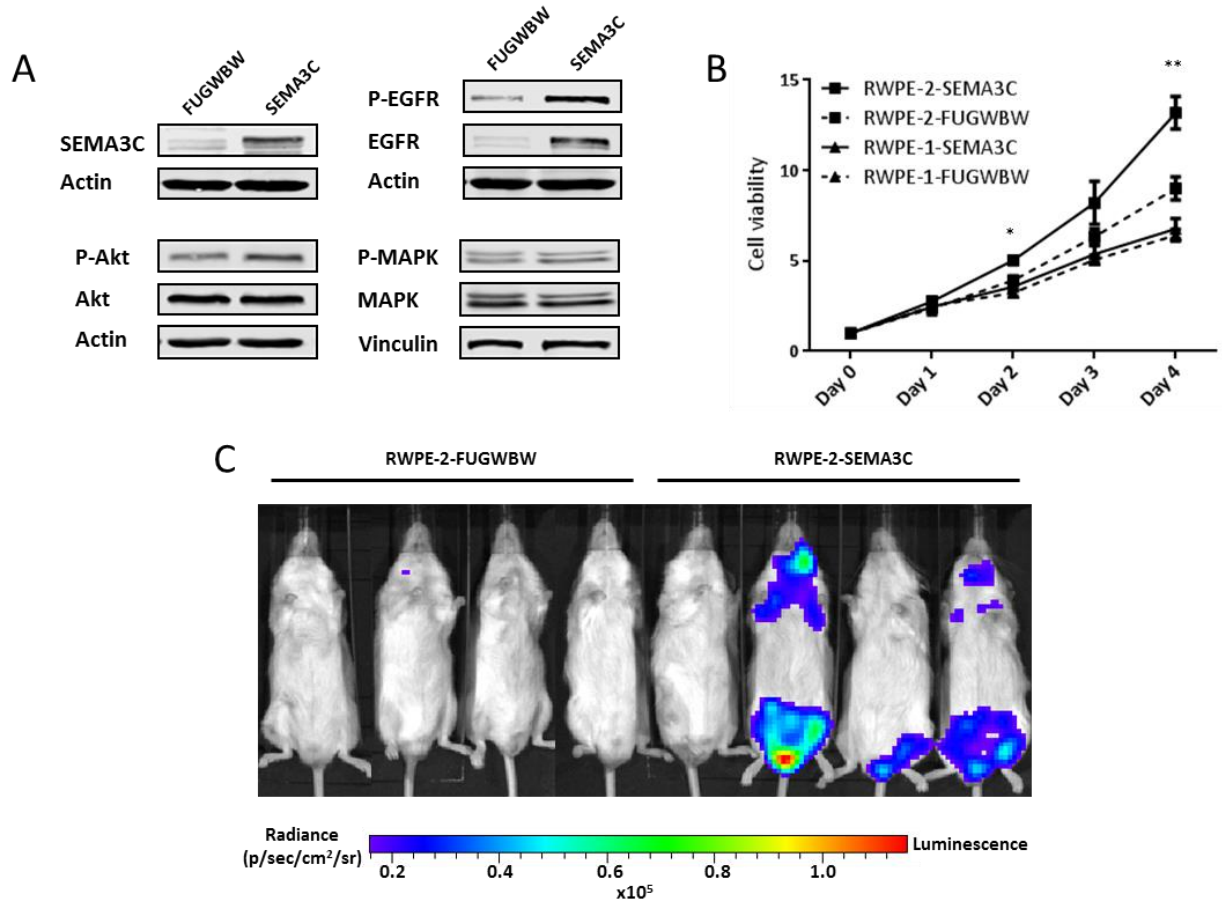 A
FUGWBW
SEMA3C
SEMA3C
Actin
P-Akt
Akt
Actin
FUGWBW
SEMA3C
P-EGFR
EGFR
Actin
P-MAPK
MAPK
Vinculin
B
15
10
5
0
Cell viability
RWPE-2-SEMA3C
RWPE-2-FUGWBW
RWPE-1-SEMA3C
RWPE-1-FUGWBW
*
**
Day 0
Day 1
Day 2
Day 3
Day 4
C
RWPE-2-FUGWBW
RWPE-2-SEMA3C
Radiance
(p/sec/cm²/sr)
Luminescence
0.2
0.4
0.6
0.8
1.0
x10⁵